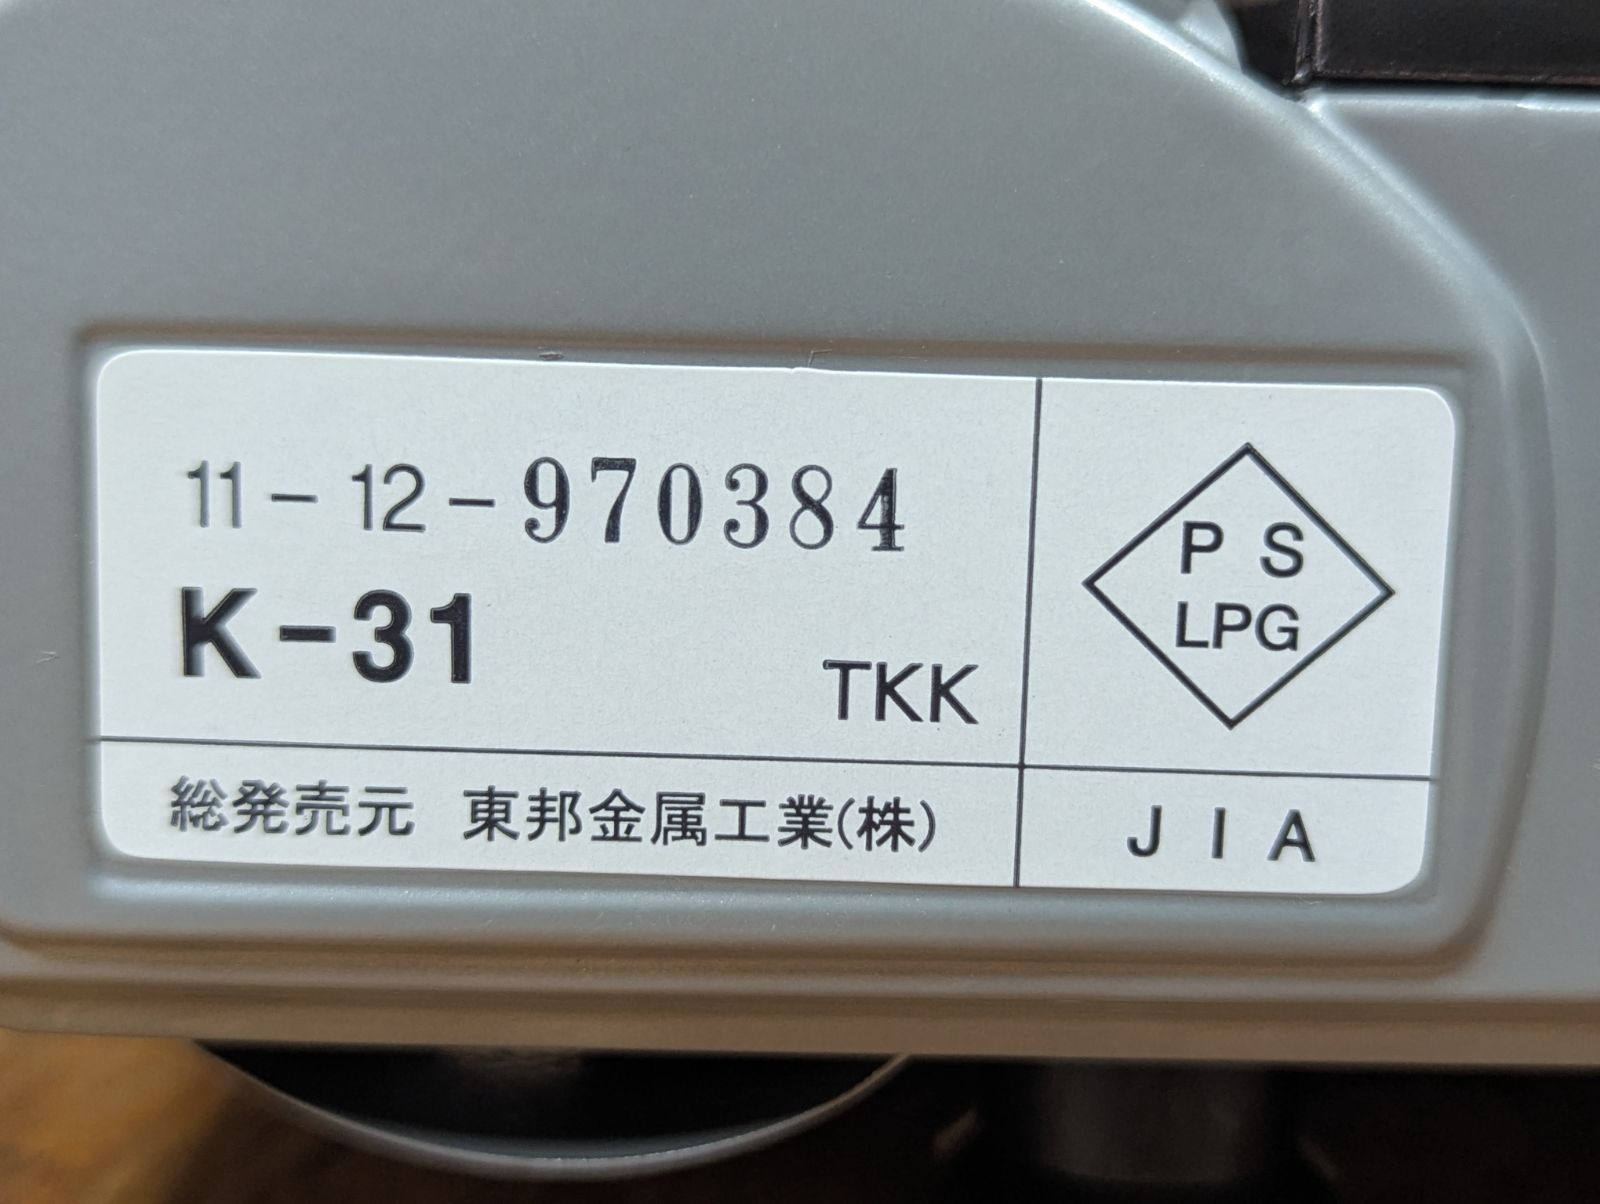 11-12-970384
K-31
TKK
総発売元 東邦金属工業(株)
P S
LPG
J I A